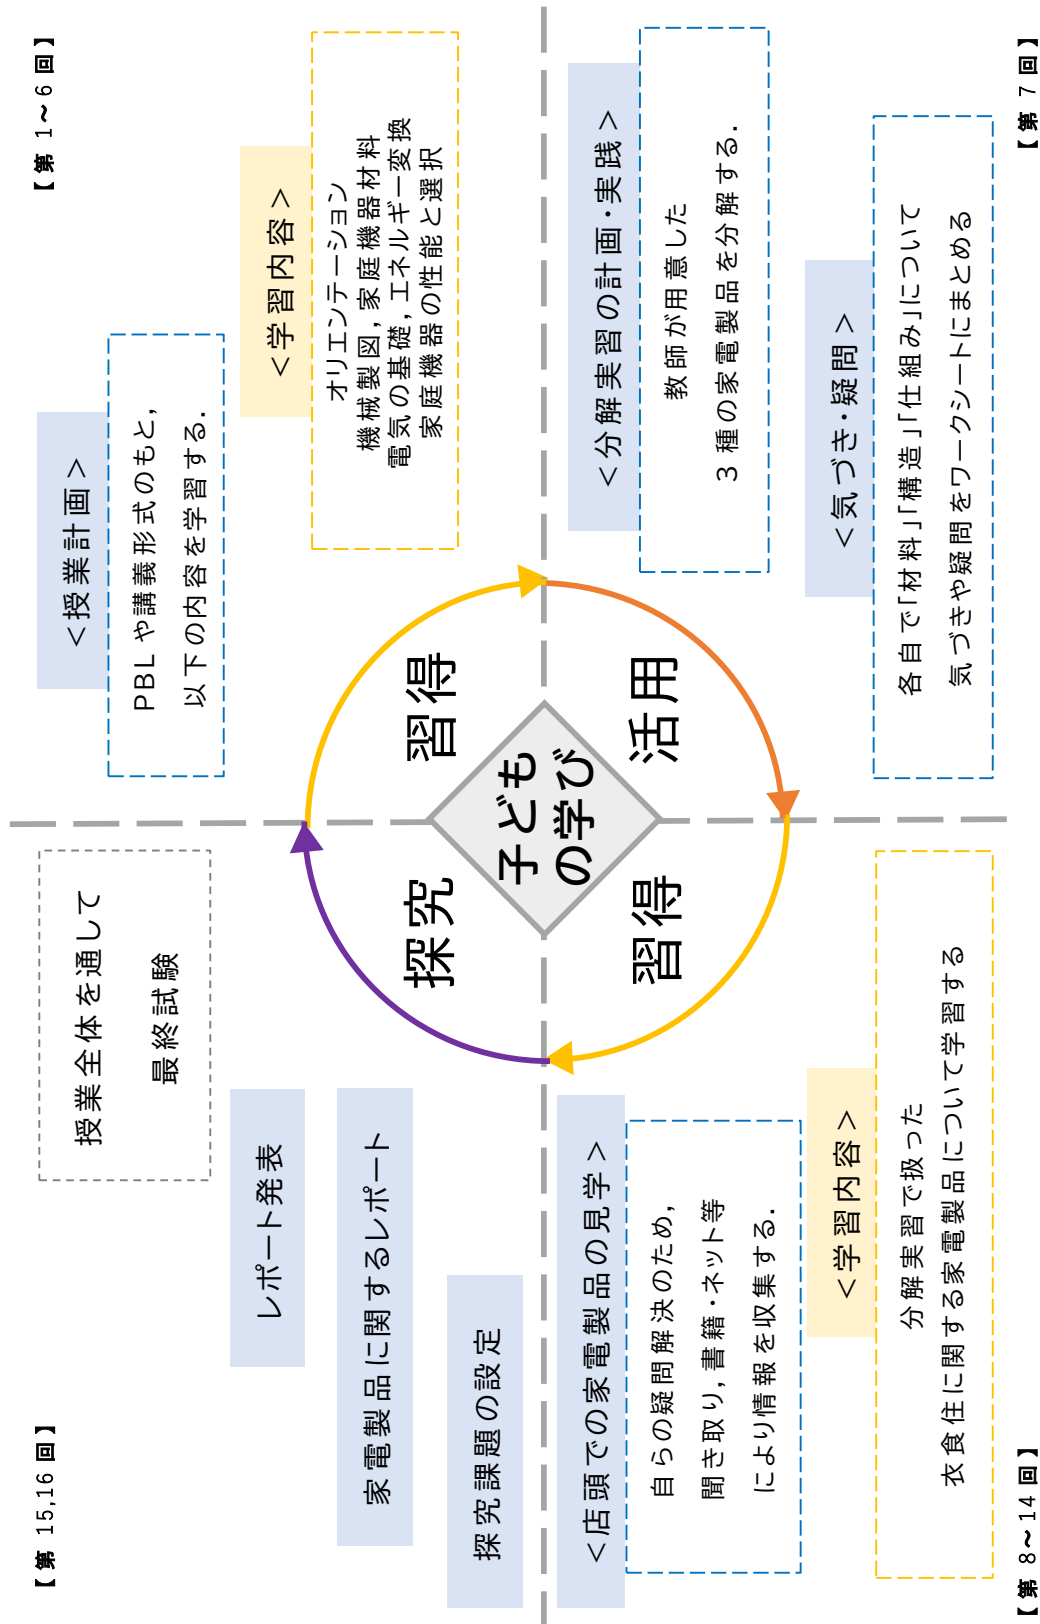 【第 15,16 回】
探究課題の設定
家電製品に関するレポート
レポート発表
授業全体を通して
最終試験
探究
【第 1～6 回】
＜授業計画＞
PBL や講義形式のもと，
以下の内容を学習する．
＜学習内容＞
オリエンテーション
機械製図，家庭機器材料
電気の基礎，エネルギー変換
家庭機器の性能と選択
習得
子ども
の学び
＜分解実習の計画・実践＞
教師が用意した
3 種の家電製品を分解する．
＜気づき・疑問＞
各自で「材料」「構造」「仕組み」について
気づきや疑問をワークシートにまとめる
活用
【第 7 回】
習得
＜店頭での家電製品の見学＞
自らの疑問解決のため，
聞き取り，書籍・ネット等
により情報を収集する．
＜学習内容＞
分解実習で扱った
衣食住に関する家電製品について学習する
【第 8～14 回】